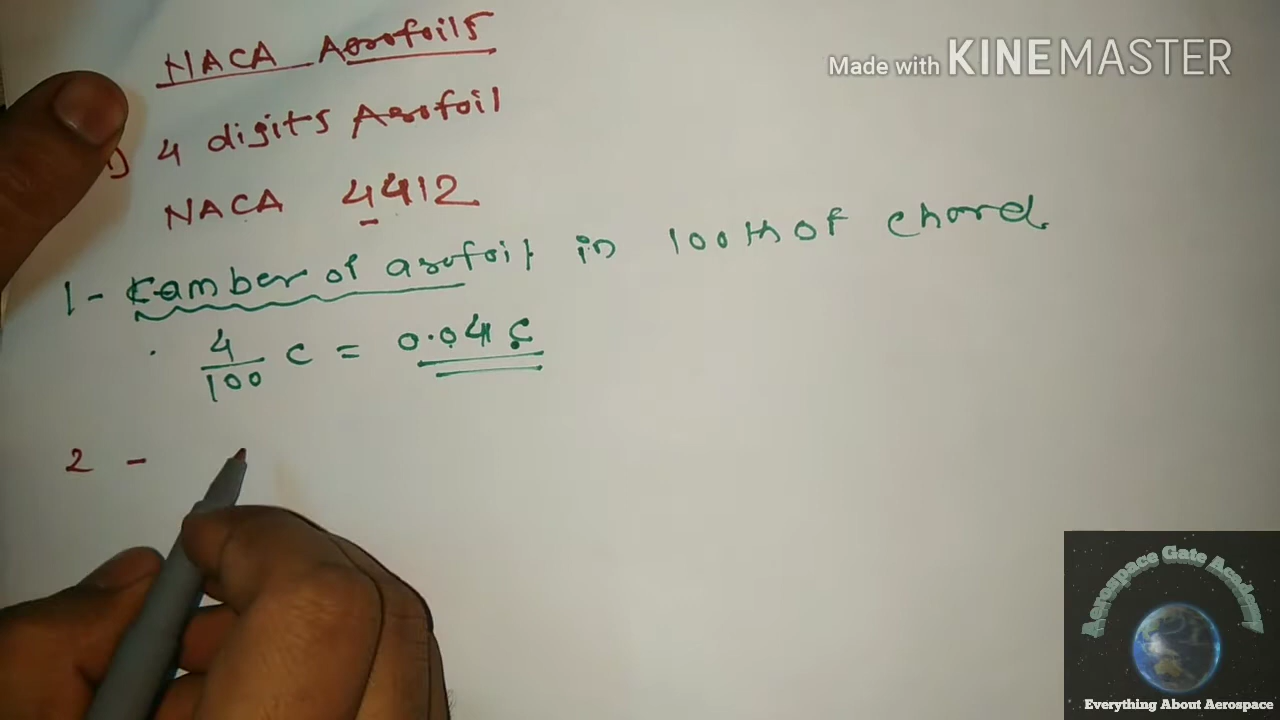 NACA Aerofoils
Made with KINEMASTER
1) 4 digits Aerofoil
NACA 4412
1 - Camber of aerofoil in 100th of chord.
4/100 c = 0.04 c
2 -
Aerospace Gate Academy
Everything About Aerospace